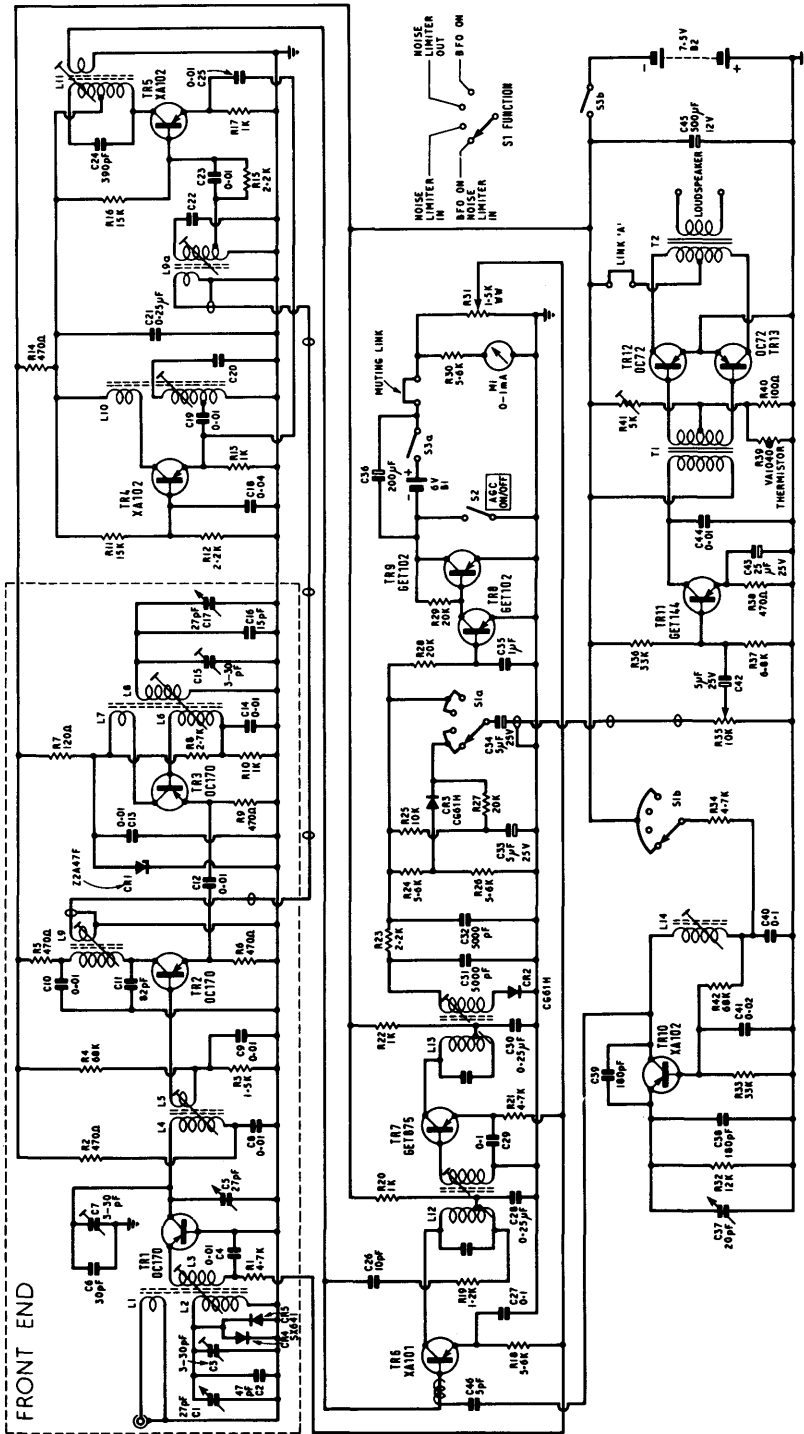 FRONT END
L1
L2
L3
C1
27pF
47
pF
C2
3-30pF
C3
CR4
CR5
SX641
R1
4·7K
C4
0·01
TR1
OC170
C5
27pF
C6
30pF
C7
3-30
pF
R2
470Ω
L4
L5
C8
0·01
R4
68K
R3
1·5K
C9
0·01
R5
470Ω
C10
0·01
C11
82pF
L9
TR2
OC170
R6
470Ω
C12
0·01
Z2A47F
CR1
C13
0·01
R7
120Ω
TR3
OC170
R9
470Ω
L7
L6
L8
R8
2·7K
R10
1K
C14
0·01
C15
3-30
pF
C16
15pF
27pF
C17
R11
15K
R12
2·2K
TR4
XA102
C18
0·04
R13
1K
L10
C19
0·01
C20
R14
470Ω
C21
0·25μF
L9a
C22
C23
0·01
R15
2·2K
R16
15K
TR5
XA102
C24
390pF
L11
R17
1K
0·01
C25
C26
10pF
TR6
XA101
C46
5pF
R18
5·6K
R19
1·2K
C27
0·1
L12
R20
1K
C28
0·25μF
TR7
GET875
0·1
C29
R21
4·7K
L13
R22
1K
C30
0·25μF
CR2
CG61H
C31
5000
pF
R23
2·2K
C32
5000
pF
R24
5·6K
R26
5·6K
R25
10K
CR3
CG61H
R27
20K
C33
5μF
25V
S1a
C34
5μF
25V
R28
20K
C35
1μF
R29
20K
TR9
GET102
TR8
GET102
S2
AGC
ON/OFF
C36
200μF
6V
B1
S3a
MUTING LINK
R30
5·6K
M1
0-1mA
R31
1·5K
WW
NOISE
LIMITER
IN
NOISE
LIMITER
OUT
BFO ON
NOISE
LIMITER
IN
BFO ON
S1 FUNCTION
C37
20pF
R32
12K
C38
180pF
C39
180pF
TR10
XA102
R33
33K
C41
0·02
R42
68K
L14
C40
0·1
R34
4·7K
S1b
R35
10K
5μF
25V
C42
R36
33K
R37
6·8K
TR11
GET144
R38
470Ω
C43
25
μF
25V
C44
0·01
T1
R39
VA1040
THERMISTOR
R40
100Ω
R41
5K
TR12
OC72
OC72
TR13
LINK 'A'
T2
LOUDSPEAKER
C45
500μF
12V
S3b
7·5V
B2